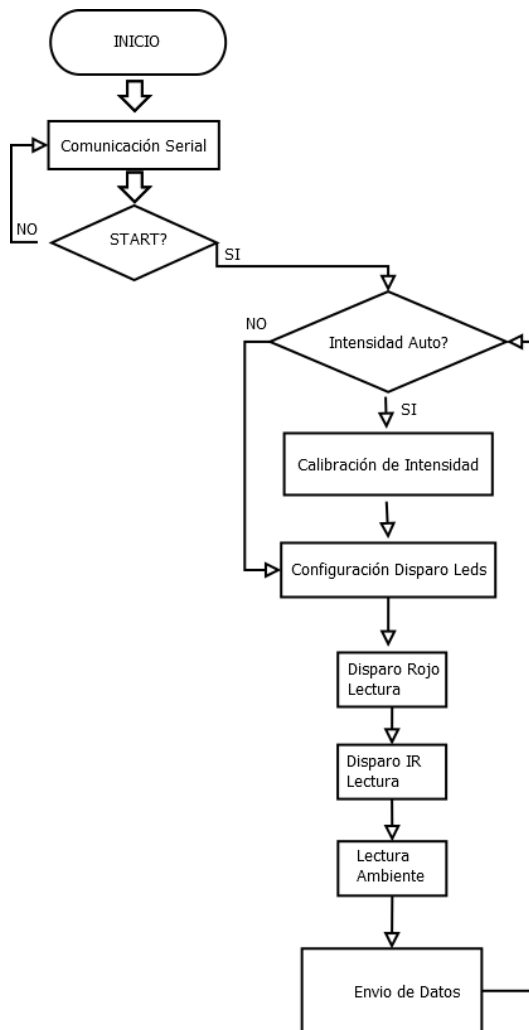 INICIO
Comunicación Serial
NO
START?
SI
NO
Intensidad Auto?
SI
Calibración de Intensidad
Configuración Disparo Leds
Disparo Rojo
Lectura
Disparo IR
Lectura
Lectura
Ambiente
Envio de Datos